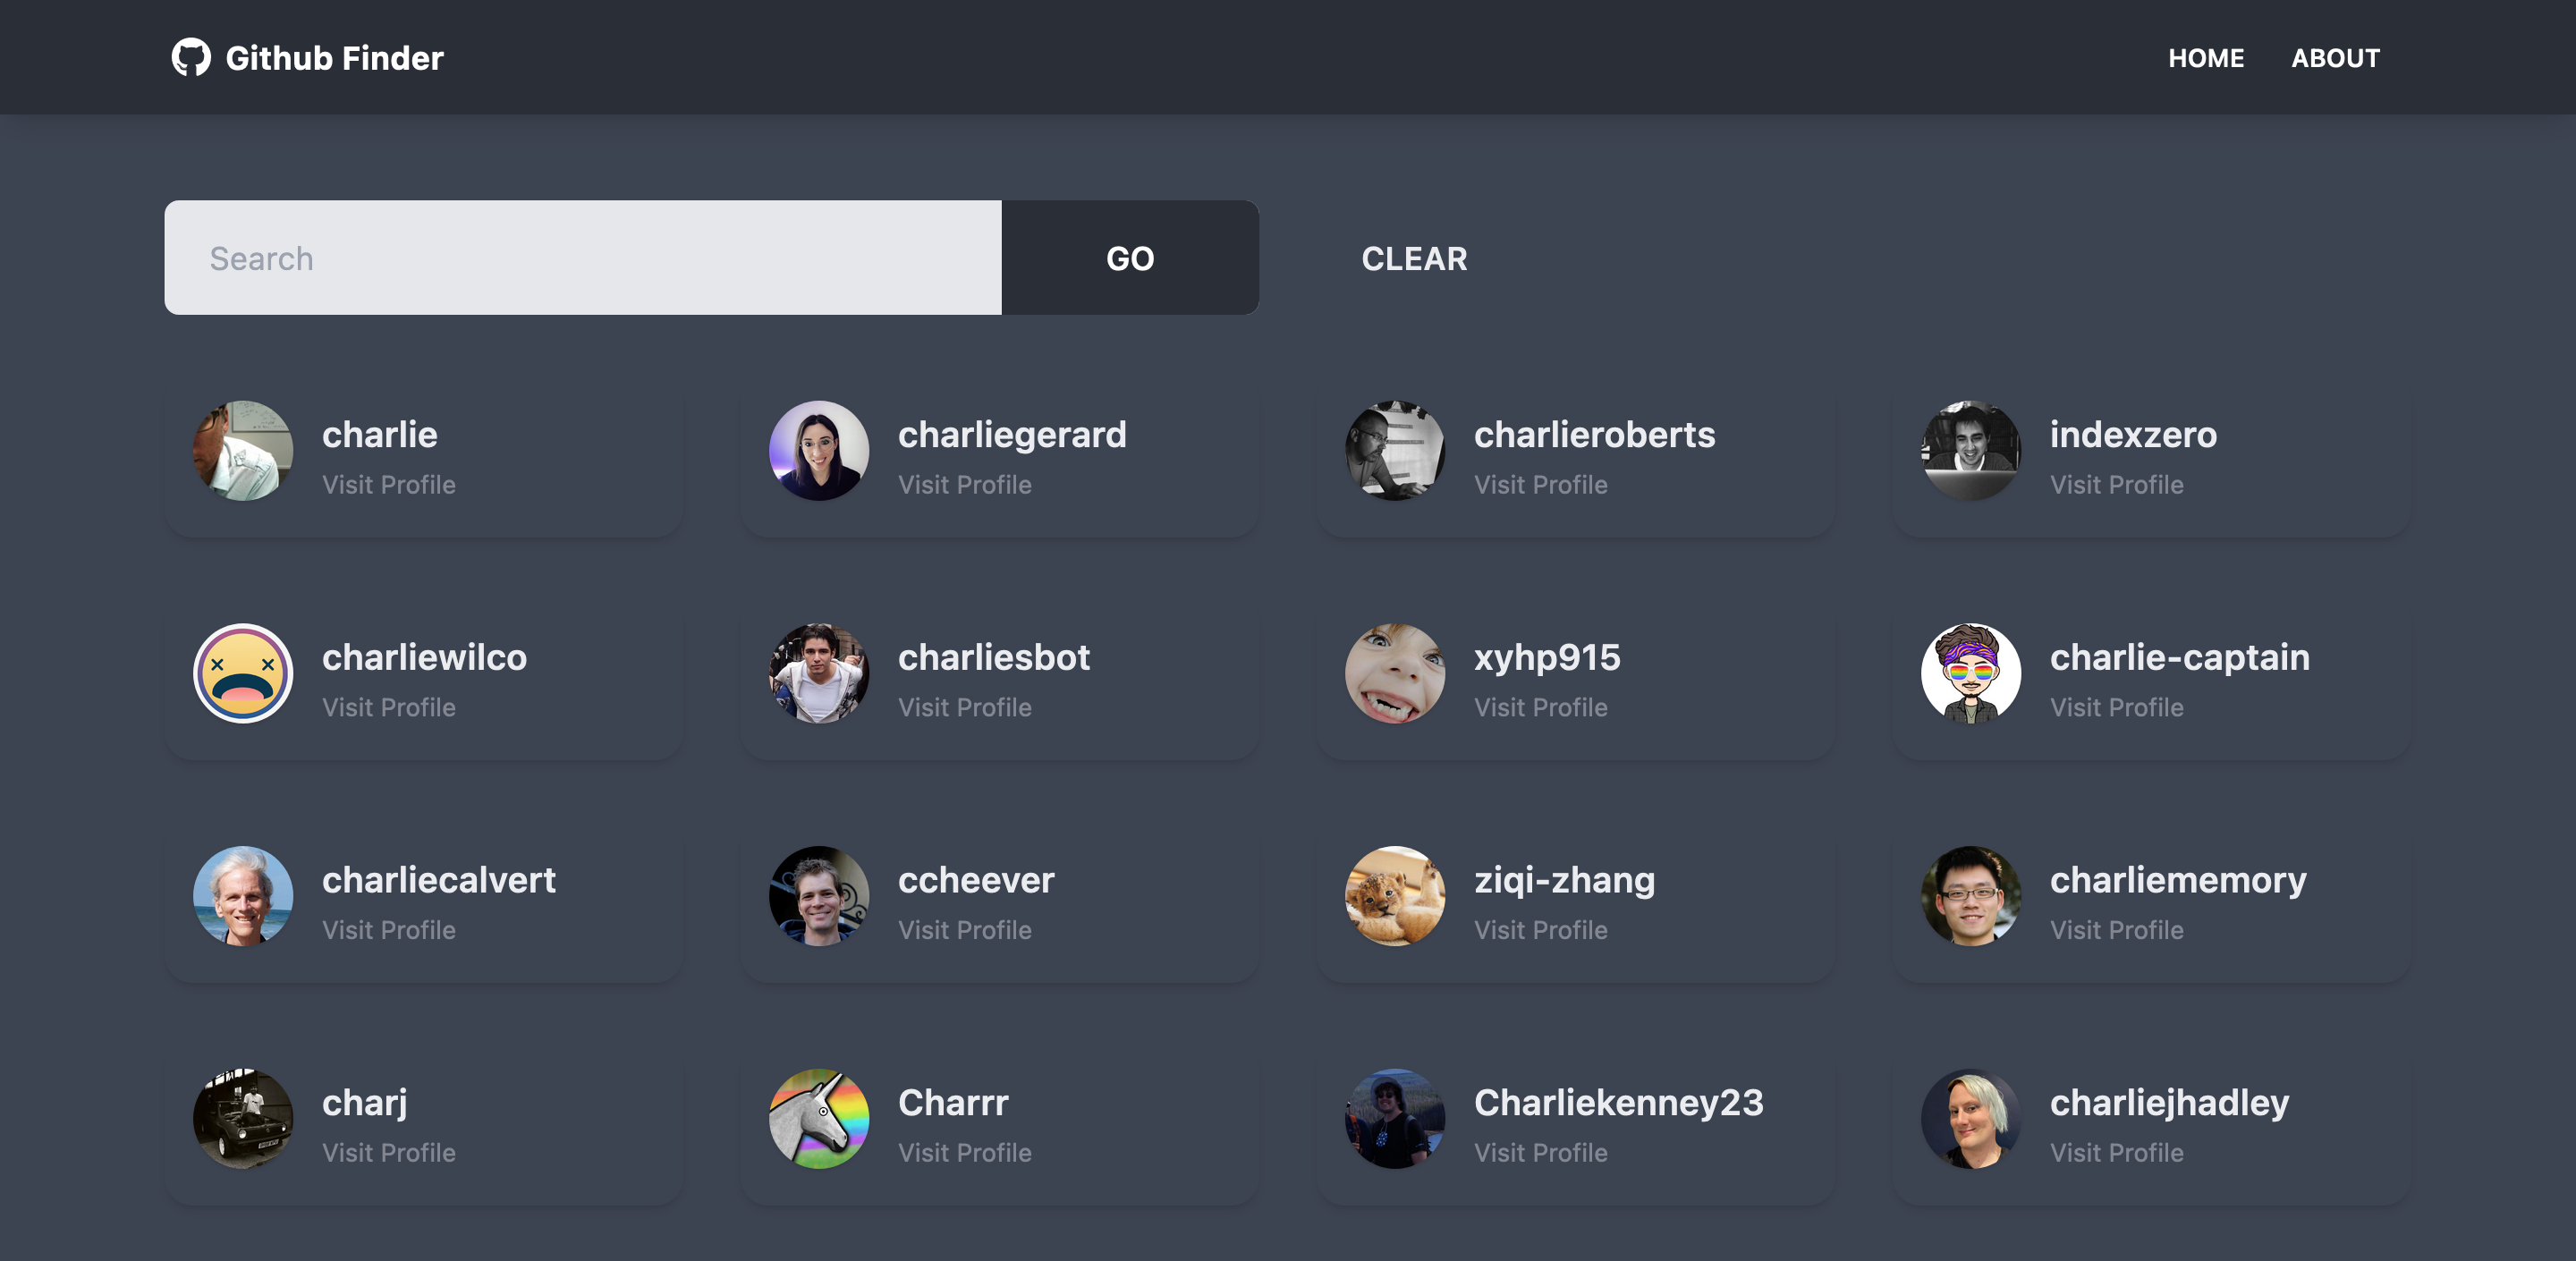 Github Finder
HOME ABOUT
Search GO CLEAR
charlie
Visit Profile
charliegerard
Visit Profile
charlieroberts
Visit Profile
indexzero
Visit Profile
charliewilco
Visit Profile
charliesbot
Visit Profile
xyhp915
Visit Profile
charlie-captain
Visit Profile
charliecalvert
Visit Profile
ccheever
Visit Profile
ziqi-zhang
Visit Profile
charliememory
Visit Profile
charj
Visit Profile
Charrr
Visit Profile
Charliekenney23
Visit Profile
charliejhadley
Visit Profile